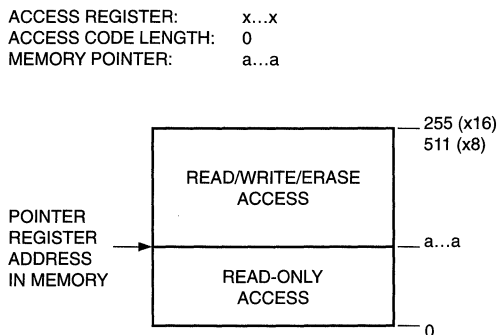 ACCESS REGISTER: x...x
ACCESS CODE LENGTH: 0
MEMORY POINTER: a...a
255 (x16)
511 (x8)
READ/WRITE/ERASE
ACCESS
POINTER
REGISTER
ADDRESS
IN MEMORY
a...a
READ-ONLY
ACCESS
0